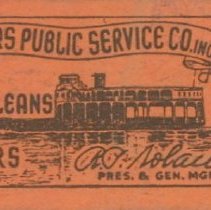 RS PUBLIC SERVICE CO. INC
LEANS
RS
PRES. & GEN. MGR